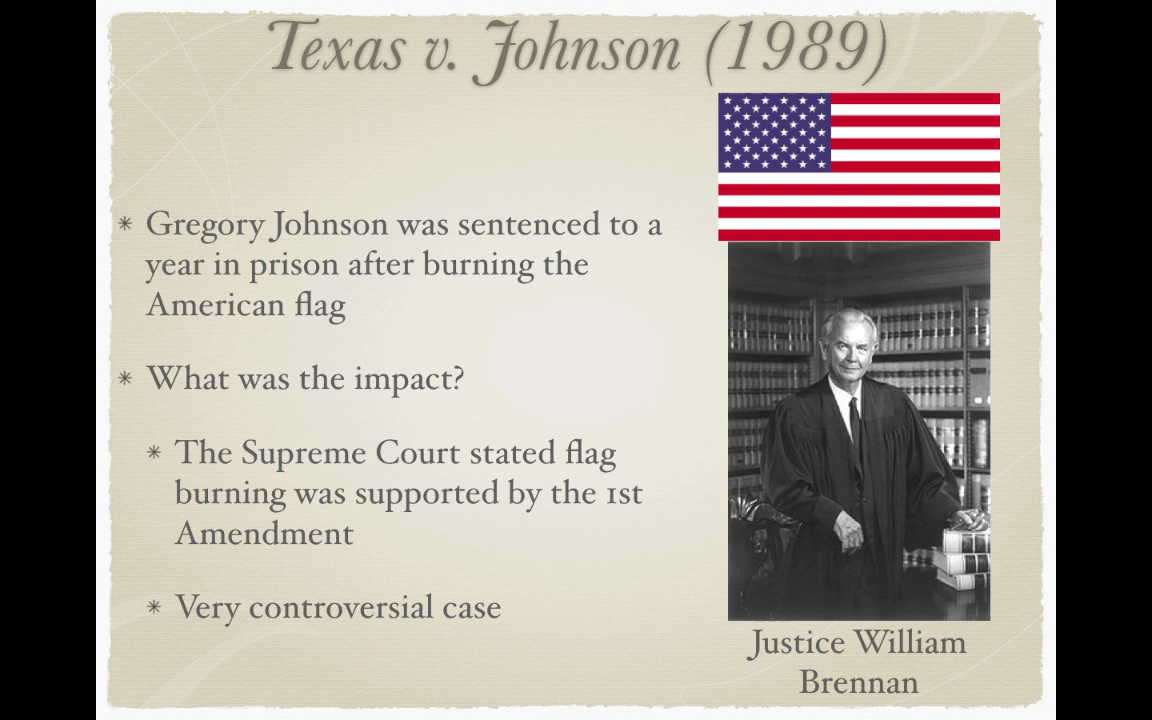 Texas v. Johnson (1989)
Gregory Johnson was sentenced to a
year in prison after burning the
American flag
What was the impact?
The Supreme Court stated flag
burning was supported by the 1st
Amendment
Very controversial case
Justice William
Brennan